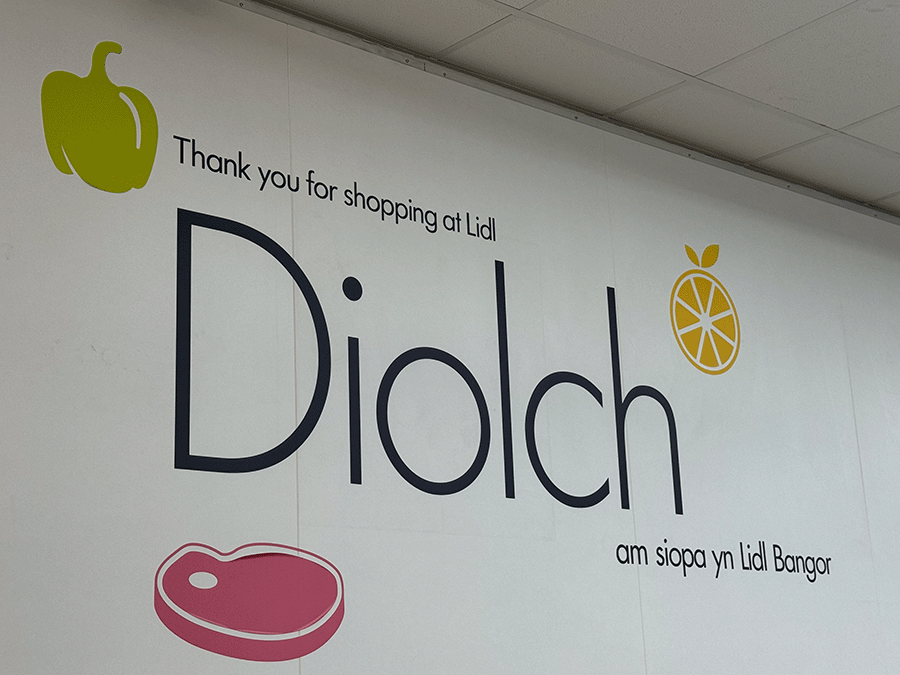 Thank you for shopping at Lidl
Diolch
am siopa yn Lidl Bangor